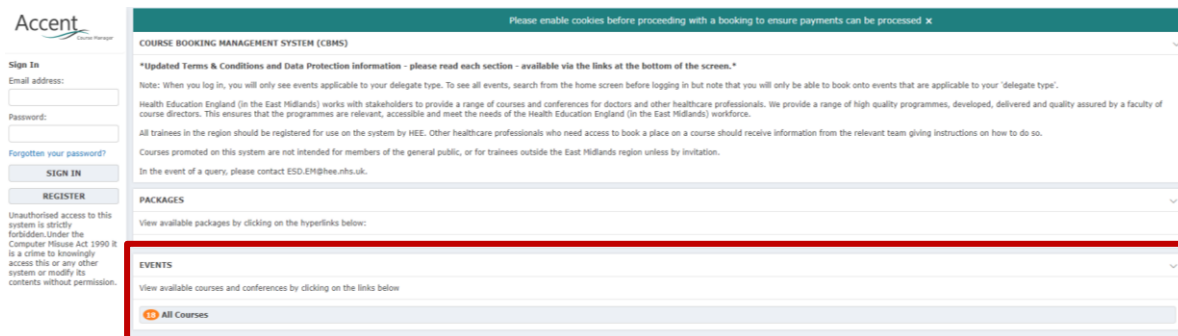 Accent
Course Manager
Sign In
Email address:
Password:
Forgotten your password?
SIGN IN
REGISTER
Unauthorised access to this
system is strictly
forbidden.Under the
Computer Misuse Act 1990 it
is a crime to knowingly
access this or any other
system or modify its
contents without permission.
Please enable cookies before proceeding with a booking to ensure payments can be processed x
COURSE BOOKING MANAGEMENT SYSTEM (CBMS)
*Updated Terms & Conditions and Data Protection information - please read each section - available via the links at the bottom of the screen.*
Note: When you log in, you will only see events applicable to your delegate type. To see all events, search from the home screen before logging in but note that you will only be able to book onto events that are applicable to your 'delegate type'.
Health Education England (in the East Midlands) works with stakeholders to provide a range of courses and conferences for doctors and other healthcare professionals. We provide a range of high quality programmes, developed, delivered and quality assured by a faculty of
course directors. This ensures that the programmes are relevant, accessible and meet the needs of the Health Education England (in the East Midlands) workforce.
All trainees in the region should be registered for use on the system by HEE. Other healthcare professionals who need access to book a place on a course should receive information from the relevant team giving instructions on how to do so.
Courses promoted on this system are not intended for members of the general public, or for trainees outside the East Midlands region unless by invitation.
In the event of a query, please contact ESD.EM@hee.nhs.uk.
PACKAGES
View available packages by clicking on the hyperlinks below:
EVENTS
View available courses and conferences by clicking on the links below
18 All Courses